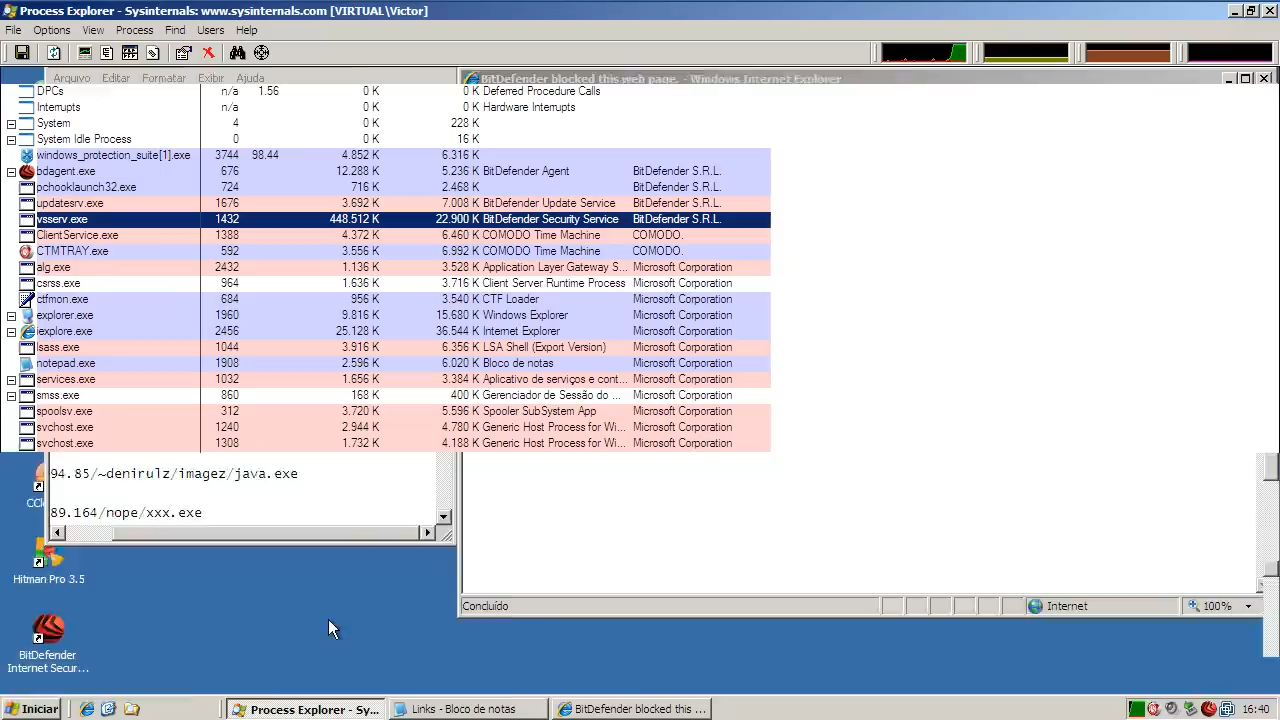 Process Explorer - Sysinternals: www.sysinternals.com [VIRTUAL\Victor]
File Options View Process Find Users Help
Arquivo Editar Formatar Exibir Ajuda
BitDefender blocked this web page. - Windows Internet Explorer
DPCs n/a 1.56 0 K 0 K Deferred Procedure Calls
Interrupts n/a 0 K 0 K Hardware Interrupts
System 4 0 K 228 K
System Idle Process 0 0 K 16 K
windows_protection_suite[1].exe 3744 98.44 4.852 K 6.316 K
bdagent.exe 676 12.288 K 5.236 K BitDefender Agent BitDefender S.R.L.
pchooklaunch32.exe 724 716 K 2.468 K BitDefender S.R.L.
updatesrv.exe 1676 3.692 K 7.008 K BitDefender Update Service BitDefender S.R.L.
vsserv.exe 1432 448.512 K 22.900 K BitDefender Security Service BitDefender S.R.L.
ClientService.exe 1388 4.372 K 6.460 K COMODO Time Machine COMODO.
CTMTRAY.exe 592 3.556 K 6.992 K COMODO Time Machine COMODO.
alg.exe 2432 1.136 K 3.528 K Application Layer Gateway S... Microsoft Corporation
csrss.exe 964 1.636 K 3.716 K Client Server Runtime Process Microsoft Corporation
ctfmon.exe 684 956 K 3.540 K CTF Loader Microsoft Corporation
explorer.exe 1960 9.816 K 15.680 K Windows Explorer Microsoft Corporation
iexplore.exe 2456 25.128 K 36.544 K Internet Explorer Microsoft Corporation
lsass.exe 1044 3.916 K 6.356 K LSA Shell (Export Version) Microsoft Corporation
notepad.exe 1908 2.596 K 6.020 K Bloco de notas Microsoft Corporation
services.exe 1032 1.656 K 3.384 K Aplicativo de serviços e cont... Microsoft Corporation
smss.exe 860 168 K 400 K Gerenciador de Sessão do ... Microsoft Corporation
spoolsv.exe 312 3.720 K 5.596 K Spooler SubSystem App Microsoft Corporation
svchost.exe 1240 2.944 K 4.780 K Generic Host Process for Wi... Microsoft Corporation
svchost.exe 1308 1.732 K 4.188 K Generic Host Process for Wi... Microsoft Corporation
94.85/~denirulz/imagez/java.exe
89.164/nope/xxx.exe
Hitman Pro 3.5
Concluído Internet 100%
BitDefender
Internet Secur...
Iniciar Process Explorer - Sy... Links - Bloco de notas BitDefender blocked this ... 16:40